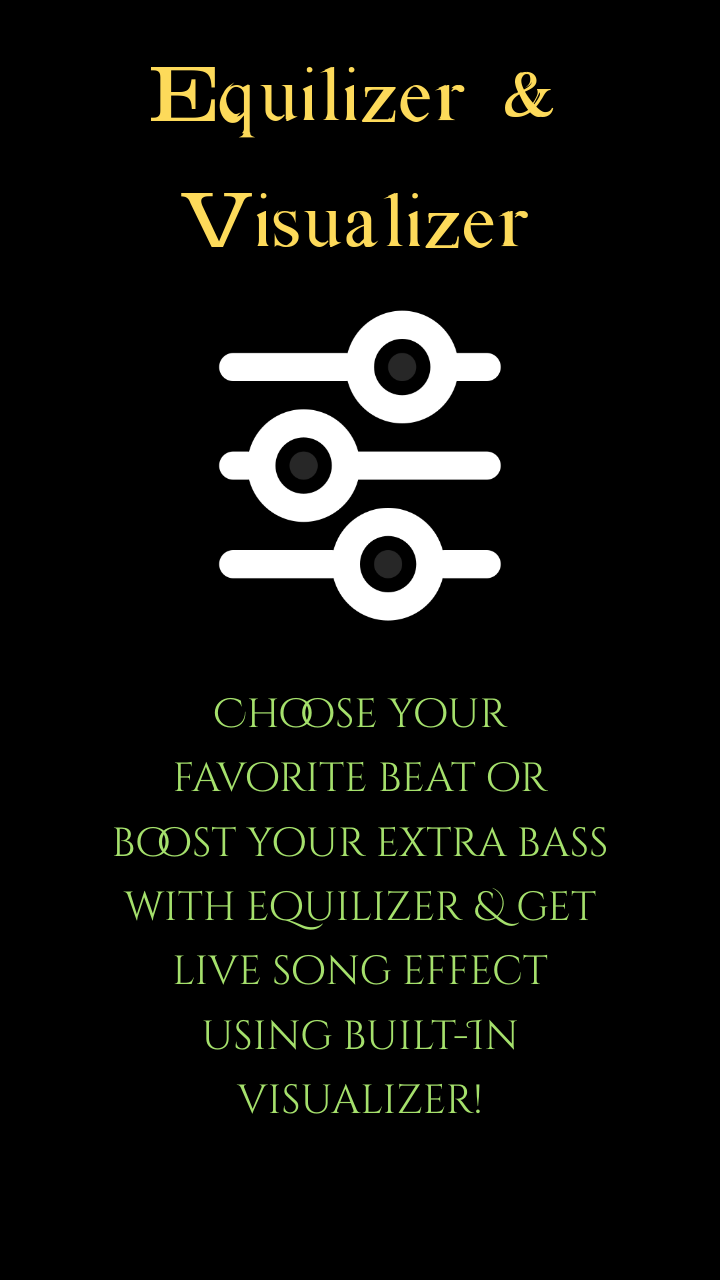 Equilizer &
Visualizer
Choose your
favorite beat or
boost your extra bass
with Equilizer & get
live song effect
using built-in
visualizer!